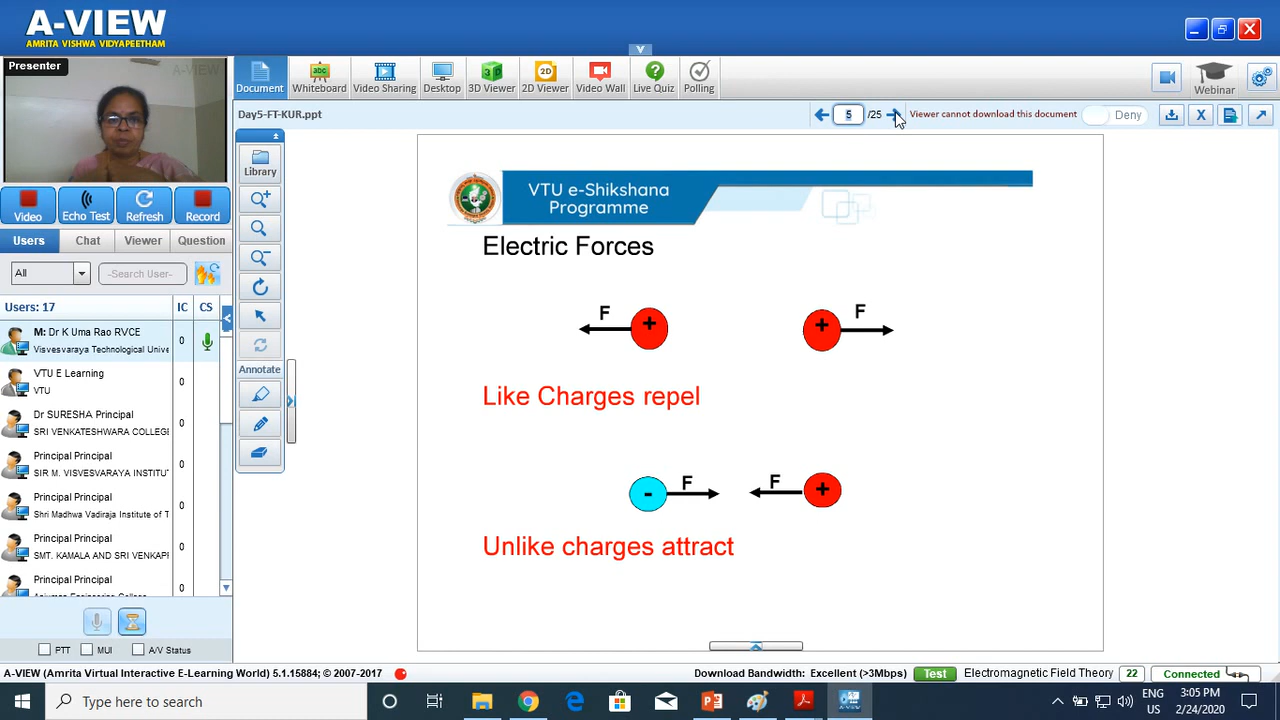 A-VIEW
AMRITA VISHWA VIDYAPEETHAM
Presenter
A-VIEW
Document
Whiteboard
Video Sharing
Desktop
3D Viewer
2D Viewer
Video Wall
Live Quiz
Polling
Webinar
Day5-FT-KUR.ppt
5 /25
Viewer cannot download this document
Deny
Video
Echo Test
Refresh
Record
Users
Chat
Viewer
Question
All
-Search User-
Users: 17 IC CS
M: Dr K Uma Rao RVCE
Visvesvaraya Technological Unive
0
VTU E Learning
VTU
0
Dr SURESHA Principal
SRI VENKATESHWARA COLLEGE
0
Principal Principal
SIR M. VISVESVARAYA INSTITU
0
Principal Principal
Shri Madhwa Vadiraja Institute of T
0
Principal Principal
SMT. KAMALA AND SRI VENKAP
0
Principal Principal
0
PTT
MUI
A/V Status
Library
Annotate
VTU e-Shikshana
Programme
Electric Forces
F + + F
Like Charges repel
- F F +
Unlike charges attract
A-VIEW (Amrita Virtual Interactive E-Learning World) 5.1.15884; © 2007-2017
Download Bandwidth: Excellent (>3Mbps)
Test
Electromagnetic Field Theory
22
Connected
Type here to search
ENG
US
3:05 PM
2/24/2020